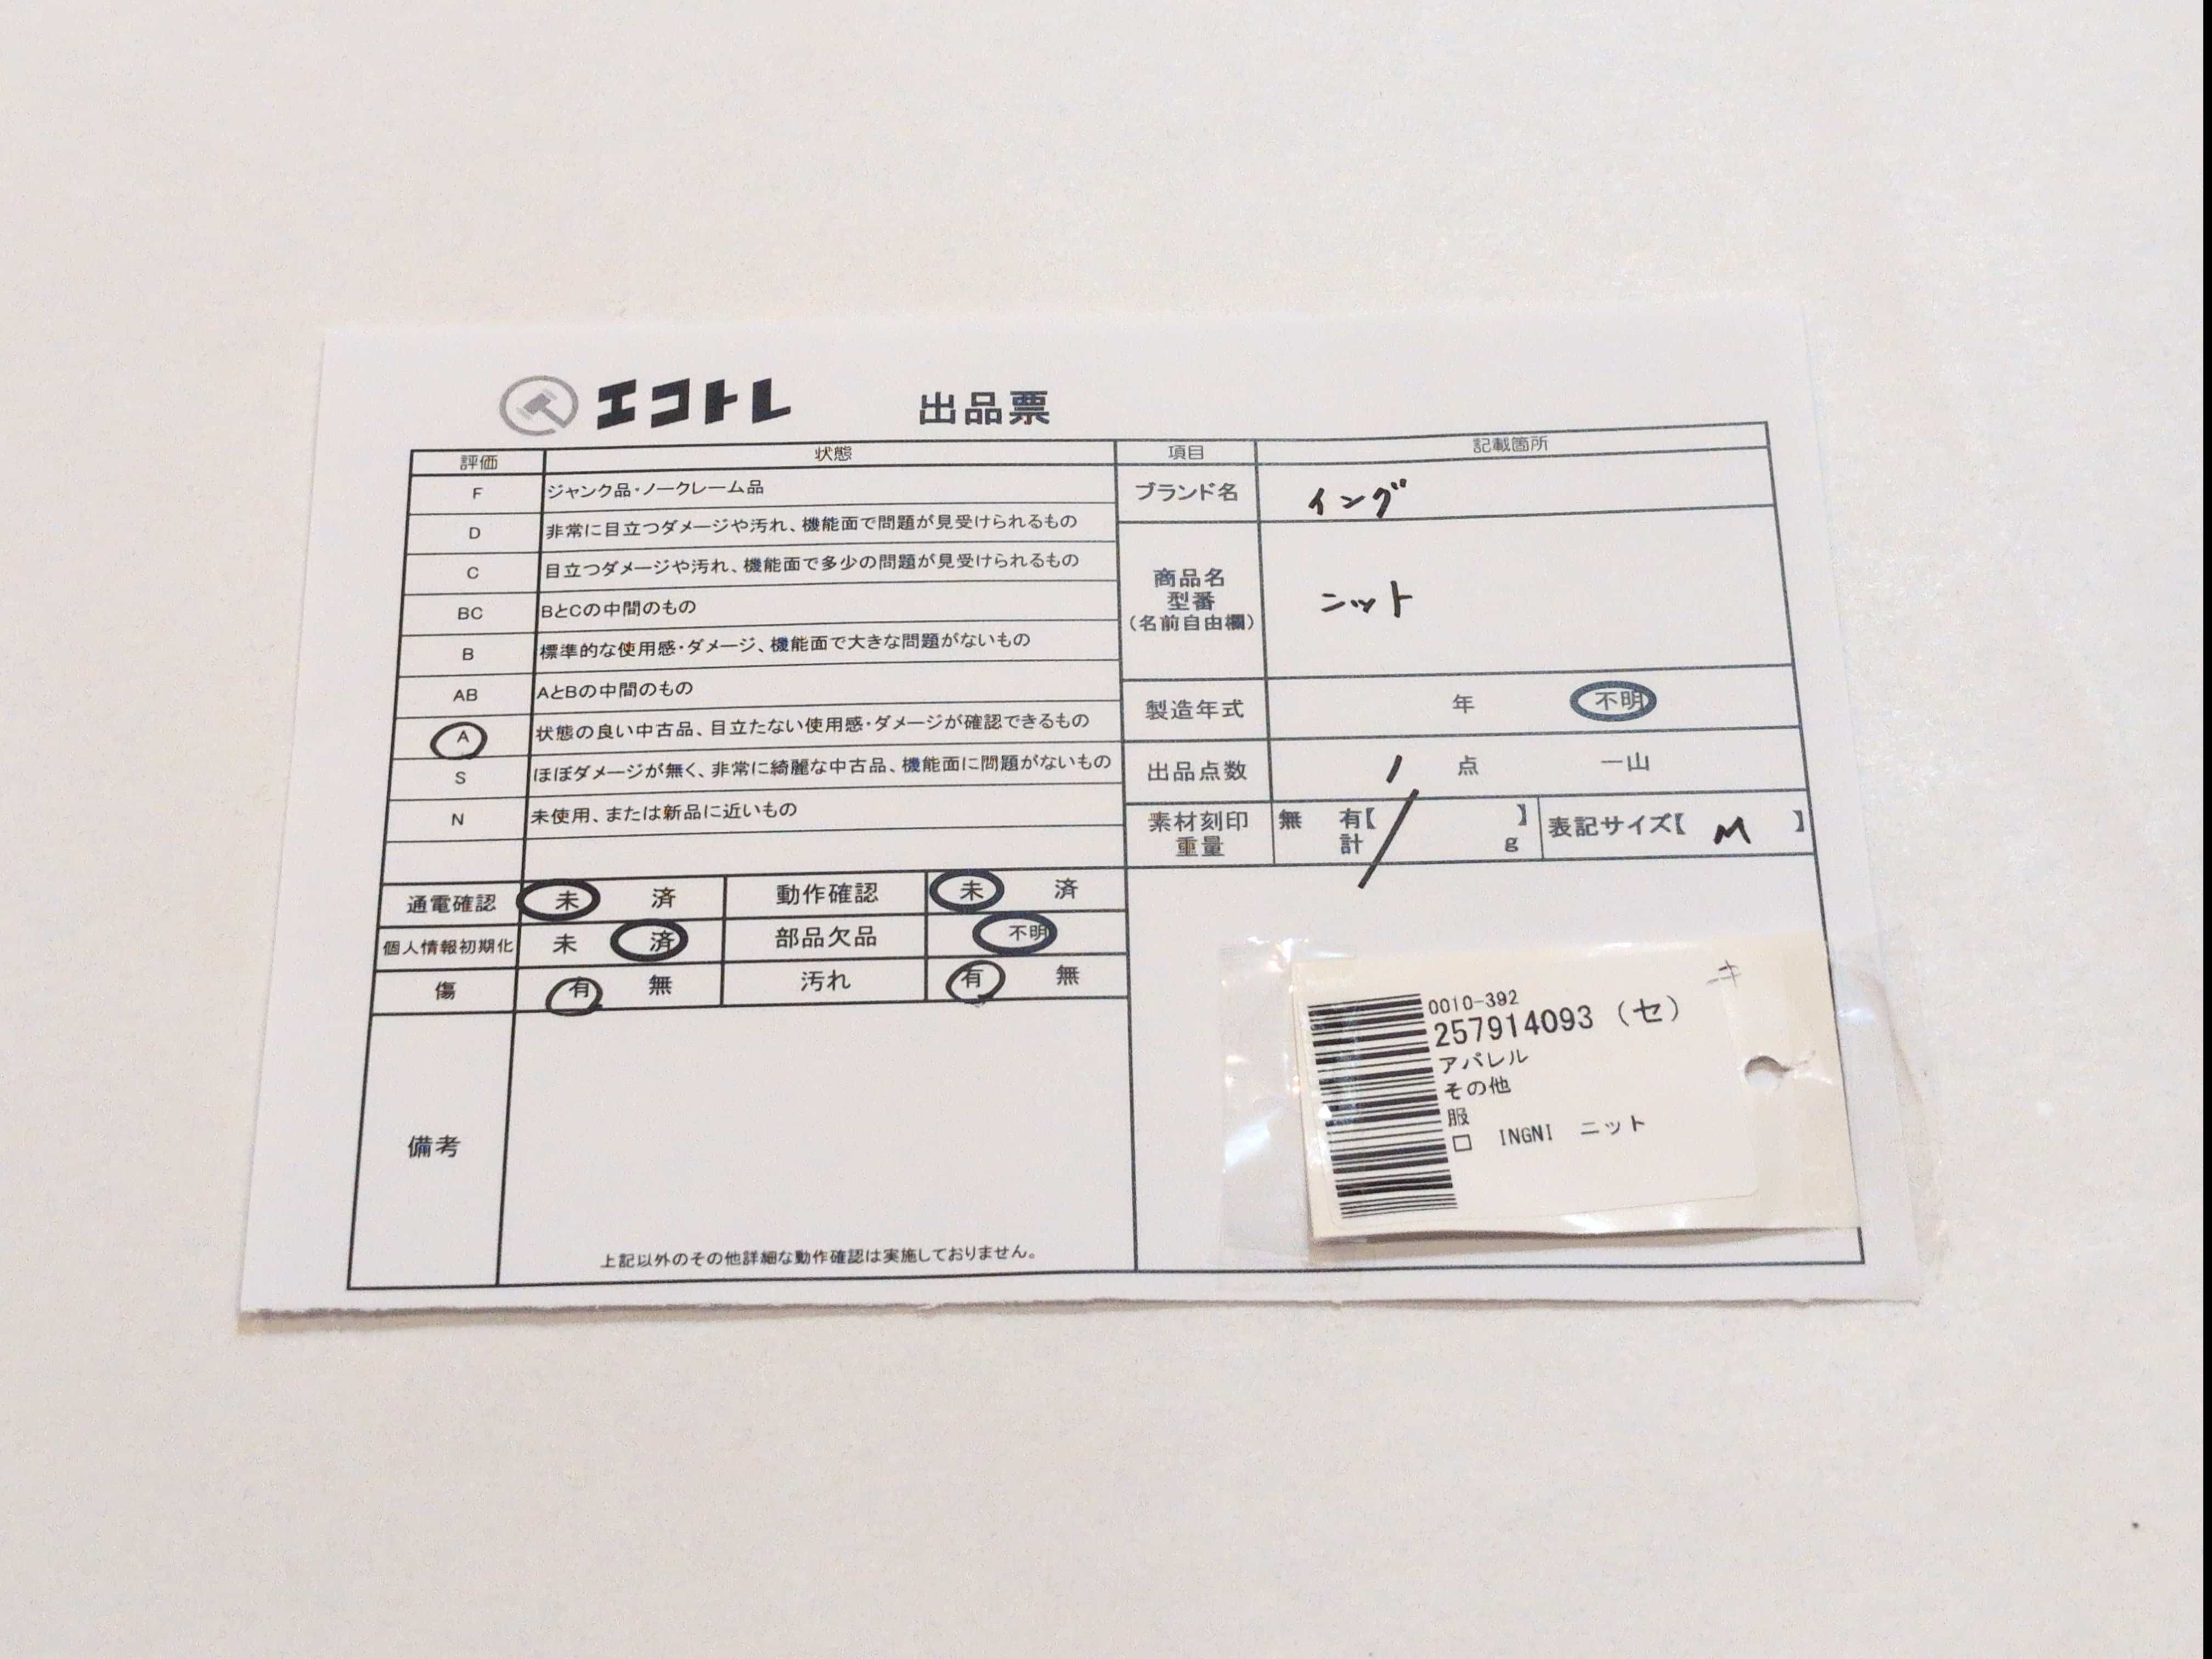 エコトレ 出品票
評価 状態 項目 記載箇所
F ジャンク品・ノークレーム品
D 非常に目立つダメージや汚れ、機能面で問題が見受けられるもの
C 目立つダメージや汚れ、機能面で多少の問題が見受けられるもの
BC BとCの中間のもの
B 標準的な使用感・ダメージ、機能面で大きな問題がないもの
AB AとBの中間のもの
A 状態の良い中古品、目立たない使用感・ダメージが確認できるもの
S ほぼダメージが無く、非常に綺麗な中古品、機能面に問題がないもの
N 未使用、または新品に近いもの
ブランド名 イング
商品名
型番
(名前自由欄)
ニット
製造年式 年 不明
出品点数 1 点 一山
素材刻印 無 有【 】
重量 計 g
表記サイズ【 M 】
通電確認 未 済 動作確認 未 済
個人情報初期化 未 済 部品欠品 不明
傷 有 無 汚れ 有 無
備考
上記以外のその他詳細な動作確認は実施しておりません。
キ
0010-392
257914093 (セ)
アパレル
その他
服
□ INGNI ニット